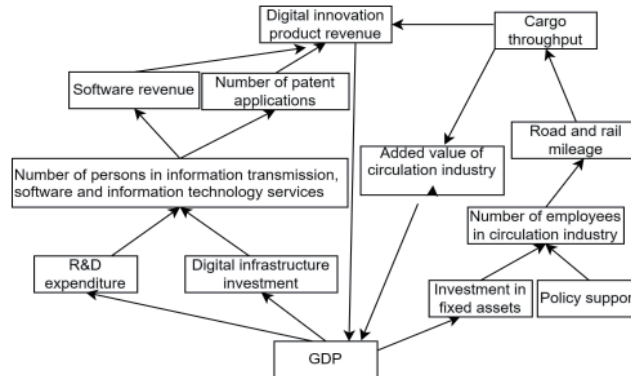 Digital innovation
product revenue
Cargo
throughput
Software revenue
Number of patent
applications
Road and rail
mileage
Added value of
circulation industry
Number of persons in information transmission,
software and information technology services
Number of employees
in circulation industry
R&D
expenditure
Digital infrastructure
investment
Investment in
fixed assets
Policy support
GDP